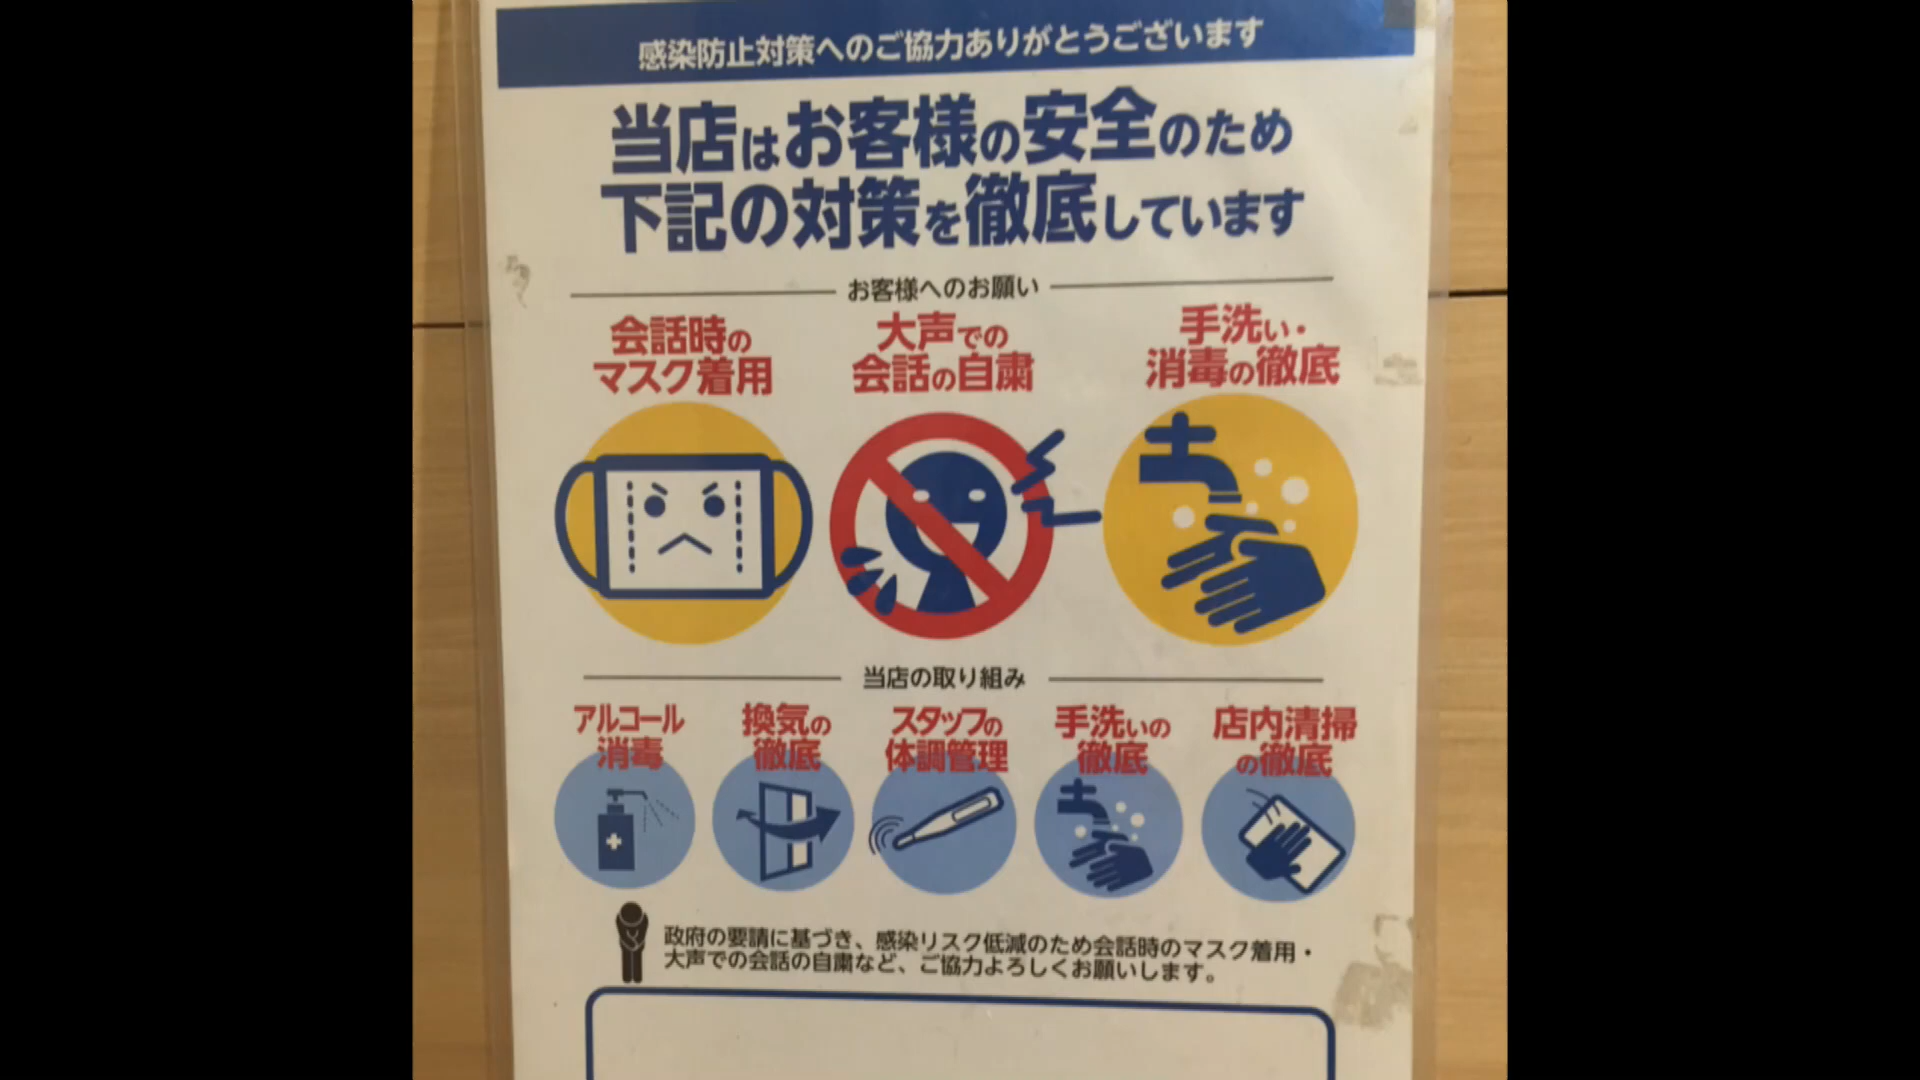 感染防止対策へのご協力ありがとうございます
当店はお客様の安全のため
下記の対策を徹底しています
お客様へのお願い
会話時の
マスク着用
大声での
会話の自粛
手洗い・
消毒の徹底
当店の取り組み
アルコール
消毒
換気の
徹底
スタッフの
体調管理
手洗いの
徹底
店内清掃
の徹底
政府の要請に基づき、感染リスク低減のため会話時のマスク着用・
大声での会話の自粛など、ご協力よろしくお願いします。